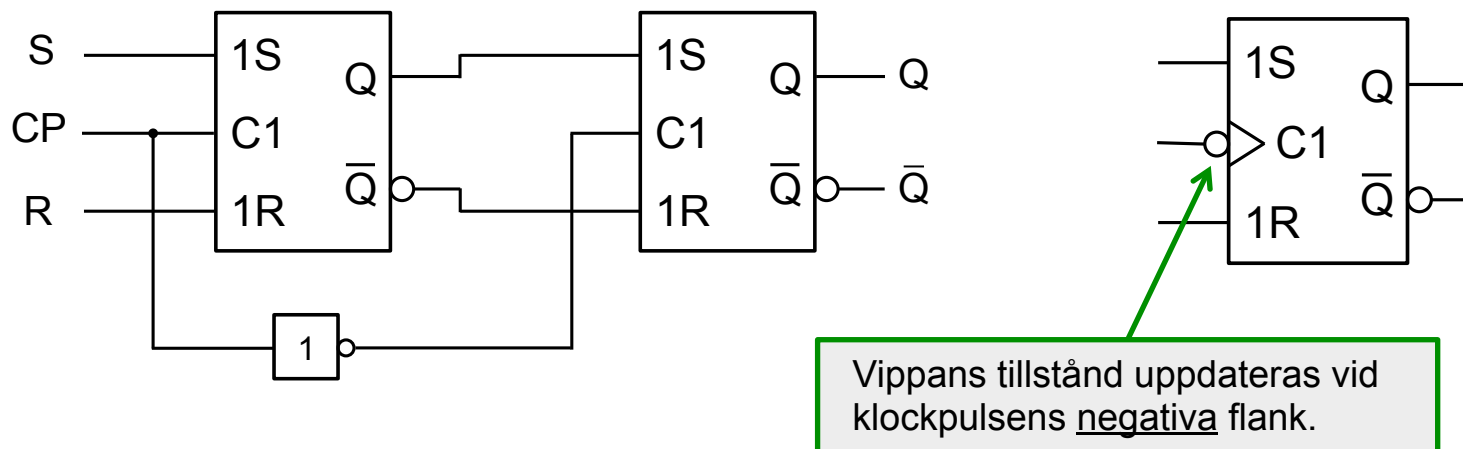 S
CP
R
1S
C1
1R
Q
Q̅
1
1S
C1
1R
Q
Q̅
Q
Q̅
1S
C1
1R
Q
Q̅
Vippans tillstånd uppdateras vid
klockpulsens negativa flank.